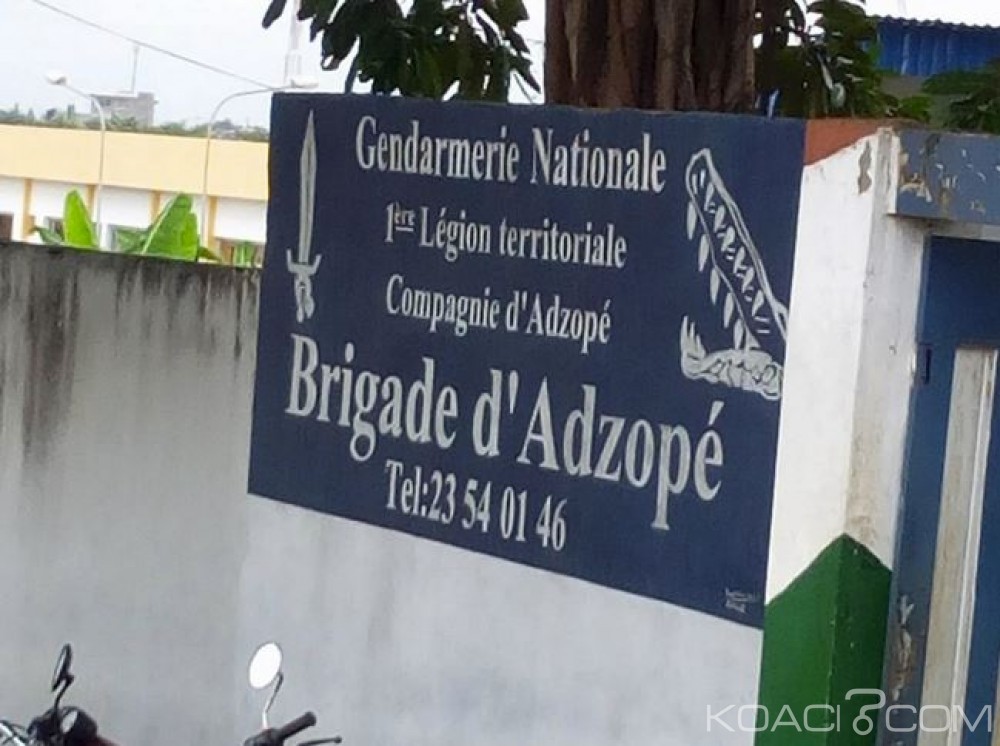 Gendarmerie Nationale
1ère Légion territoriale
Compagnie d'Adzopé
Brigade d'Adzopé
Tel:23 54 01 46
KOACI.COM